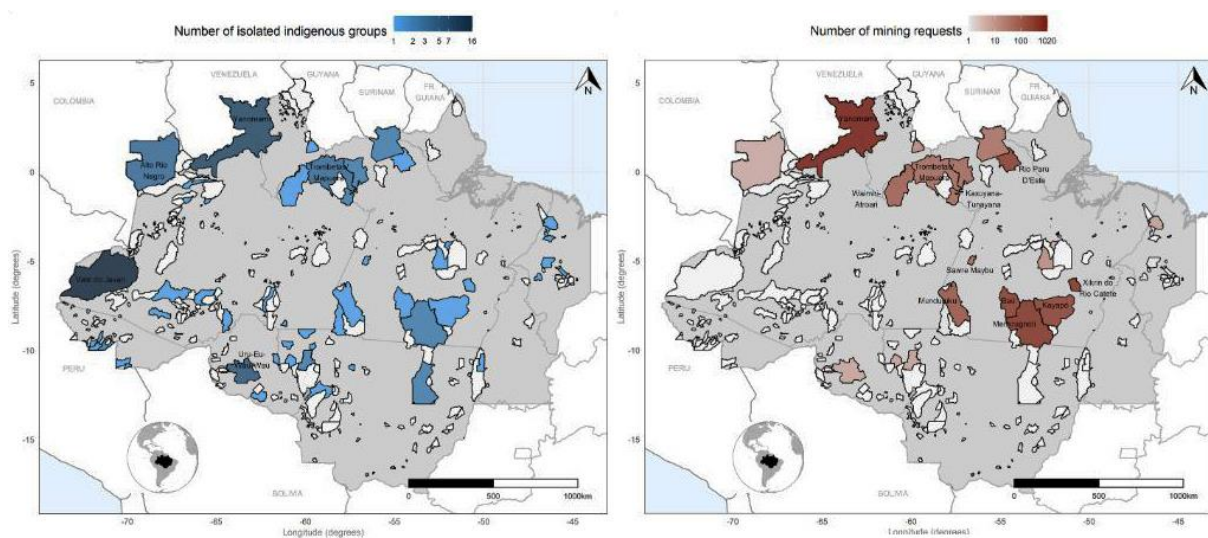 Number of isolated indigenous groups
1 2 3 5 7 16
VENEZUELA
GUYANA
COLOMBIA
SURINAM
FR.
GUIANA
N
Yanomami
Alto Rio
Negro
Trombetas/
Mapuera
Vale do Javari
Uru-Eu-
Wau-Wau
PERU
BOLIVIA
0 500 1000km
5
0
-5
-10
-15
Latitude (degrees)
-70 -65 -60 -55 -50 -45
Longitude (degrees)
Number of mining requests
1 10 100 1020
VENEZUELA
GUYANA
COLOMBIA
SURINAM
FR.
GUIANA
N
Yanomami
Trombetas/
Mapuera
Rio Paru
D'Este
Waimiri-
Atroari
Kaxuyana-
Tunayana
Sawre Muybu
Munduruku
Xikrin do
Rio Catete
Baú
Kayapó
Menkragnoti
PERU
BOLIVIA
0 500 1000km
5
0
-5
-10
-15
Latitude (degrees)
-70 -65 -60 -55 -50 -45
Longitude (degrees)